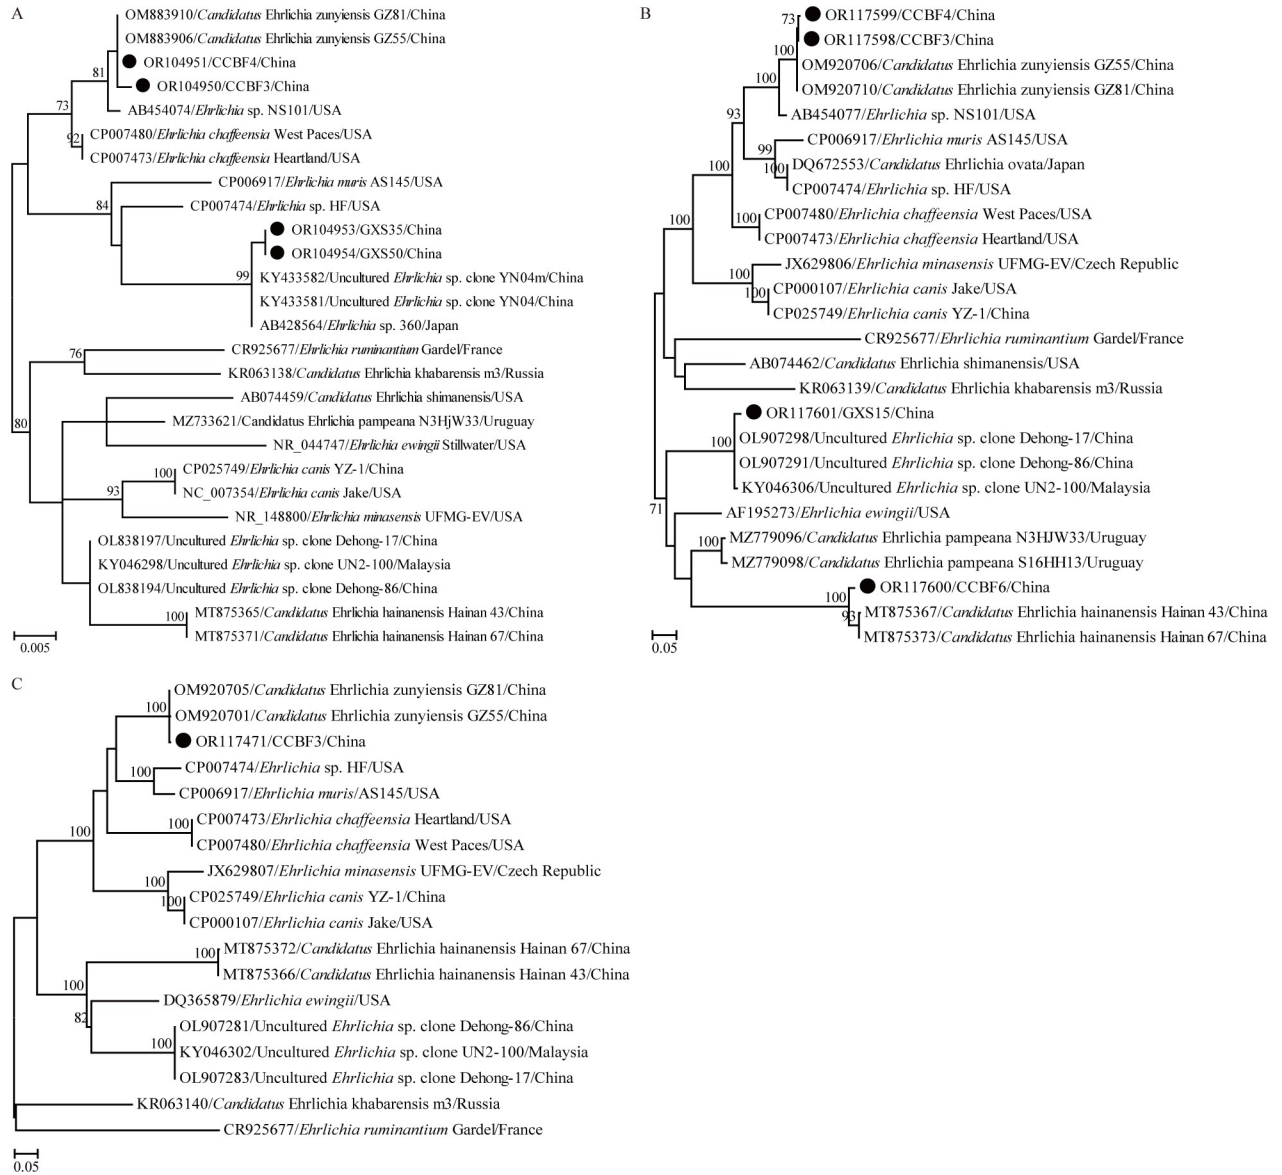 A
OM883910/Candidatus Ehrlichia zunyiensis GZ81/China
OM883906/Candidatus Ehrlichia zunyiensis GZ55/China
OR104951/CCBF4/China
81
OR104950/CCBF3/China
73
AB454074/Ehrlichia sp. NS101/USA
92
CP007480/Ehrlichia chaffeensia West Paces/USA
CP007473/Ehrlichia chaffeensia Heartland/USA
CP006917/Ehrlichia muris AS145/USA
84
CP007474/Ehrlichia sp. HF/USA
OR104953/GXS35/China
OR104954/GXS50/China
99
KY433582/Uncultured Ehrlichia sp. clone YN04m/China
KY433581/Uncultured Ehrlichia sp. clone YN04/China
AB428564/Ehrlichia sp. 360/Japan
76
CR925677/Ehrlichia ruminantium Gardel/France
KR063138/Candidatus Ehrlichia khabarensis m3/Russia
AB074459/Candidatus Ehrlichia shimanensis/USA
80
MZ733621/Candidatus Ehrlichia pampeana N3HjW33/Uruguay
NR_044747/Ehrlichia ewingii Stillwater/USA
100
CP025749/Ehrlichia canis YZ-1/China
93
NC_007354/Ehrlichia canis Jake/USA
NR_148800/Ehrlichia minasensis UFMG-EV/USA
OL838197/Uncultured Ehrlichia sp. clone Dehong-17/China
KY046298/Uncultured Ehrlichia sp. clone UN2-100/Malaysia
OL838194/Uncultured Ehrlichia sp. clone Dehong-86/China
100
MT875365/Candidatus Ehrlichia hainanensis Hainan 43/China
MT875371/Candidatus Ehrlichia hainanensis Hainan 67/China
0.005
B
73
OR117599/CCBF4/China
OR117598/CCBF3/China
100
OM920706/Candidatus Ehrlichia zunyiensis GZ55/China
100
OM920710/Candidatus Ehrlichia zunyiensis GZ81/China
93
AB454077/Ehrlichia sp. NS101/USA
CP006917/Ehrlichia muris AS145/USA
99
100
DQ672553/Candidatus Ehrlichia ovata/Japan
100
CP007474/Ehrlichia sp. HF/USA
100
100
CP007480/Ehrlichia chaffeensia West Paces/USA
CP007473/Ehrlichia chaffeensia Heartland/USA
JX629806/Ehrlichia minasensis UFMG-EV/Czech Republic
100
100
CP000107/Ehrlichia canis Jake/USA
CP025749/Ehrlichia canis YZ-1/China
CR925677/Ehrlichia ruminantium Gardel/France
AB074462/Candidatus Ehrlichia shimanensis/USA
KR063139/Candidatus Ehrlichia khabarensis m3/Russia
OR117601/GXS15/China
100
OL907298/Uncultured Ehrlichia sp. clone Dehong-17/China
OL907291/Uncultured Ehrlichia sp. clone Dehong-86/China
KY046306/Uncultured Ehrlichia sp. clone UN2-100/Malaysia
71
AF195273/Ehrlichia ewingii/USA
100
MZ779096/Candidatus Ehrlichia pampeana N3HJW33/Uruguay
MZ779098/Candidatus Ehrlichia pampeana S16HH13/Uruguay
OR117600/CCBF6/China
100
93
MT875367/Candidatus Ehrlichia hainanensis Hainan 43/China
MT875373/Candidatus Ehrlichia hainanensis Hainan 67/China
0.05
C
OM920705/Candidatus Ehrlichia zunyiensis GZ81/China
100
OM920701/Candidatus Ehrlichia zunyiensis GZ55/China
OR117471/CCBF3/China
100
CP007474/Ehrlichia sp. HF/USA
CP006917/Ehrlichia muris/AS145/USA
100
100
CP007473/Ehrlichia chaffeensia Heartland/USA
CP007480/Ehrlichia chaffeensia West Paces/USA
JX629807/Ehrlichia minasensis UFMG-EV/Czech Republic
100
100
CP025749/Ehrlichia canis YZ-1/China
CP000107/Ehrlichia canis Jake/USA
100
MT875372/Candidatus Ehrlichia hainanensis Hainan 67/China
MT875366/Candidatus Ehrlichia hainanensis Hainan 43/China
100
DQ365879/Ehrlichia ewingii/USA
82
OL907281/Uncultured Ehrlichia sp. clone Dehong-86/China
100
KY046302/Uncultured Ehrlichia sp. clone UN2-100/Malaysia
OL907283/Uncultured Ehrlichia sp. clone Dehong-17/China
KR063140/Candidatus Ehrlichia khabarensis m3/Russia
CR925677/Ehrlichia ruminantium Gardel/France
0.05